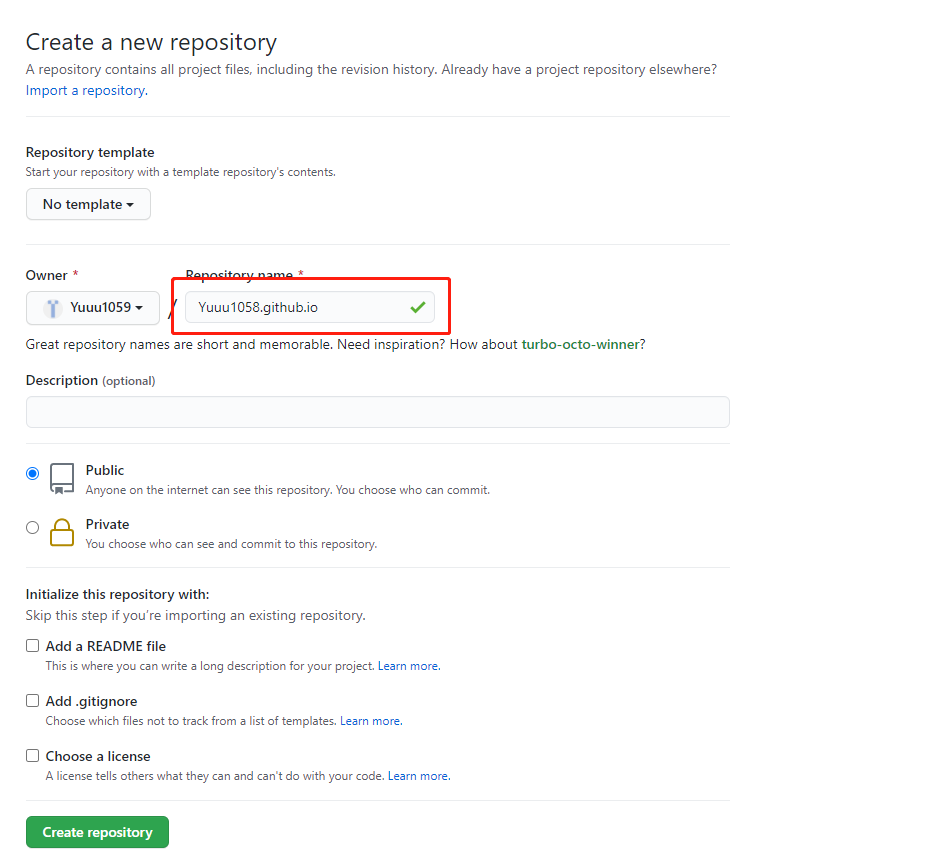 Create a new repository
A repository contains all project files, including the revision history. Already have a project repository elsewhere?
Import a repository.
Repository template
Start your repository with a template repository's contents.
No template
Owner * Repository name *
Yuuu1059 / Yuuu1058.github.io
Great repository names are short and memorable. Need inspiration? How about turbo-octo-winner?
Description (optional)
Public
Anyone on the internet can see this repository. You choose who can commit.
Private
You choose who can see and commit to this repository.
Initialize this repository with:
Skip this step if you’re importing an existing repository.
Add a README file
This is where you can write a long description for your project. Learn more.
Add .gitignore
Choose which files not to track from a list of templates. Learn more.
Choose a license
A license tells others what they can and can't do with your code. Learn more.
Create repository